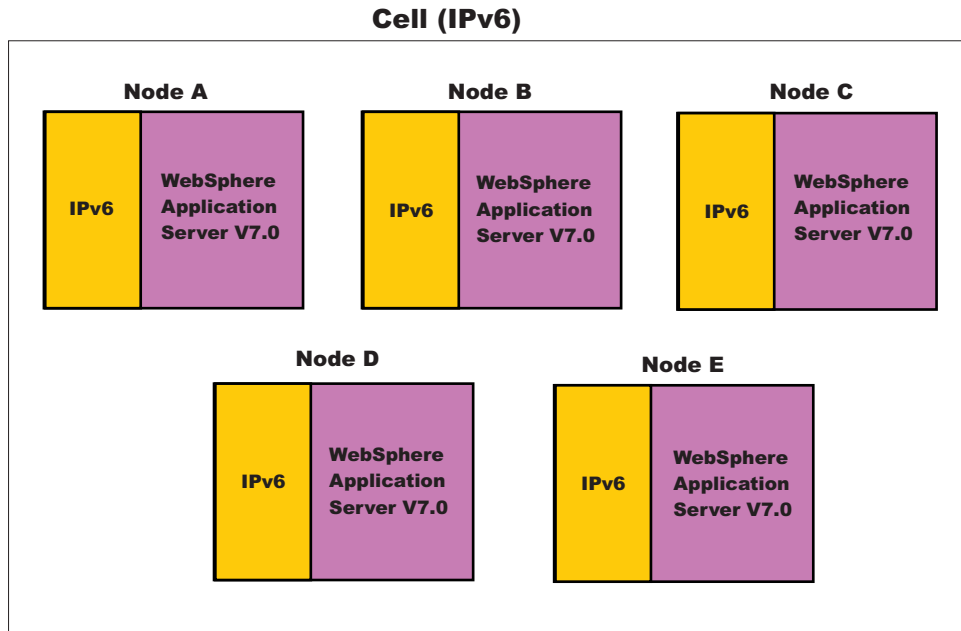 Cell (IPv6)
Node A
Node B
Node C
IPv6
WebSphere
Application
Server V7.0
IPv6
WebSphere
Application
Server V7.0
IPv6
WebSphere
Application
Server V7.0
Node D
Node E
IPv6
WebSphere
Application
Server V7.0
IPv6
WebSphere
Application
Server V7.0